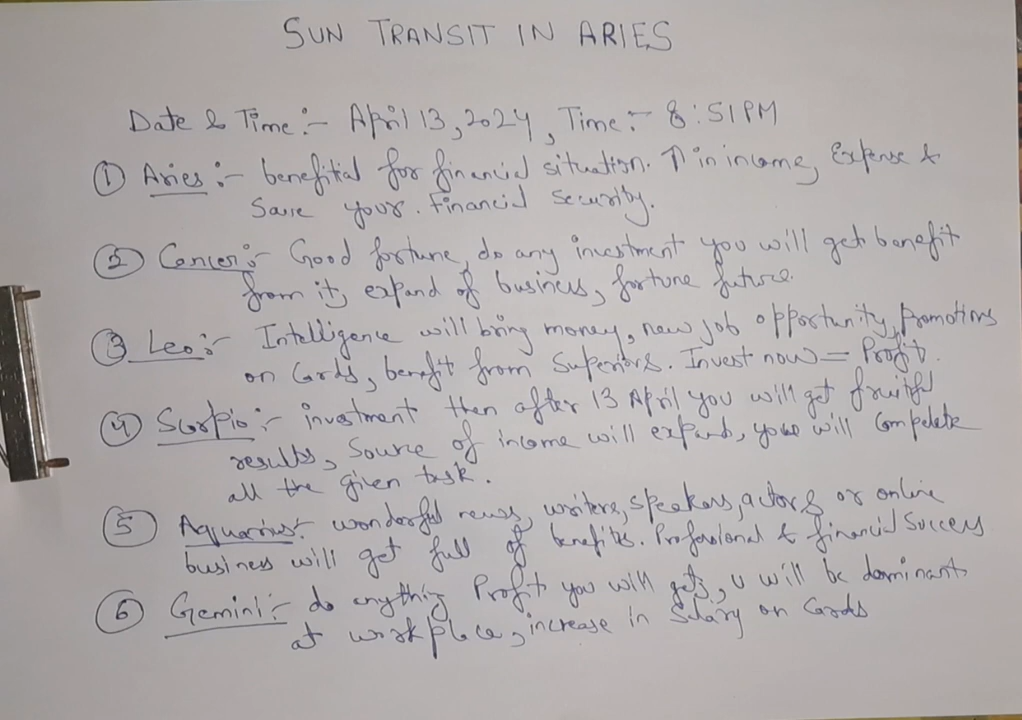 SUN TRANSIT IN ARIES
Date & Time :- April 13, 2024, Time :- 8:51PM
① Aries :- benefitial for financial situation. ↑ in income, Expense &
Save your. Financial Security.
② Cancer :- Good fortune, do any investment you will get benefit
from it, expand of business, fortune future.
③ Leo :- Intelligence will bring money, new job opportunity, promotions
on Cards, benefit from Superiors. Invest now = Profit.
④ Scorpio :- investment then after 13 April you will get fruitful
results, Source of income will expand, you will Compelete
all the given task.
⑤ Aquarius :- wonderful news, writers, speakers, actors or online
business will get full of benefits. Professional & financial Success
⑥ Gemini :- do anything Profit you will gets, u will be dominant
at workplace, increase in Salary on Cards